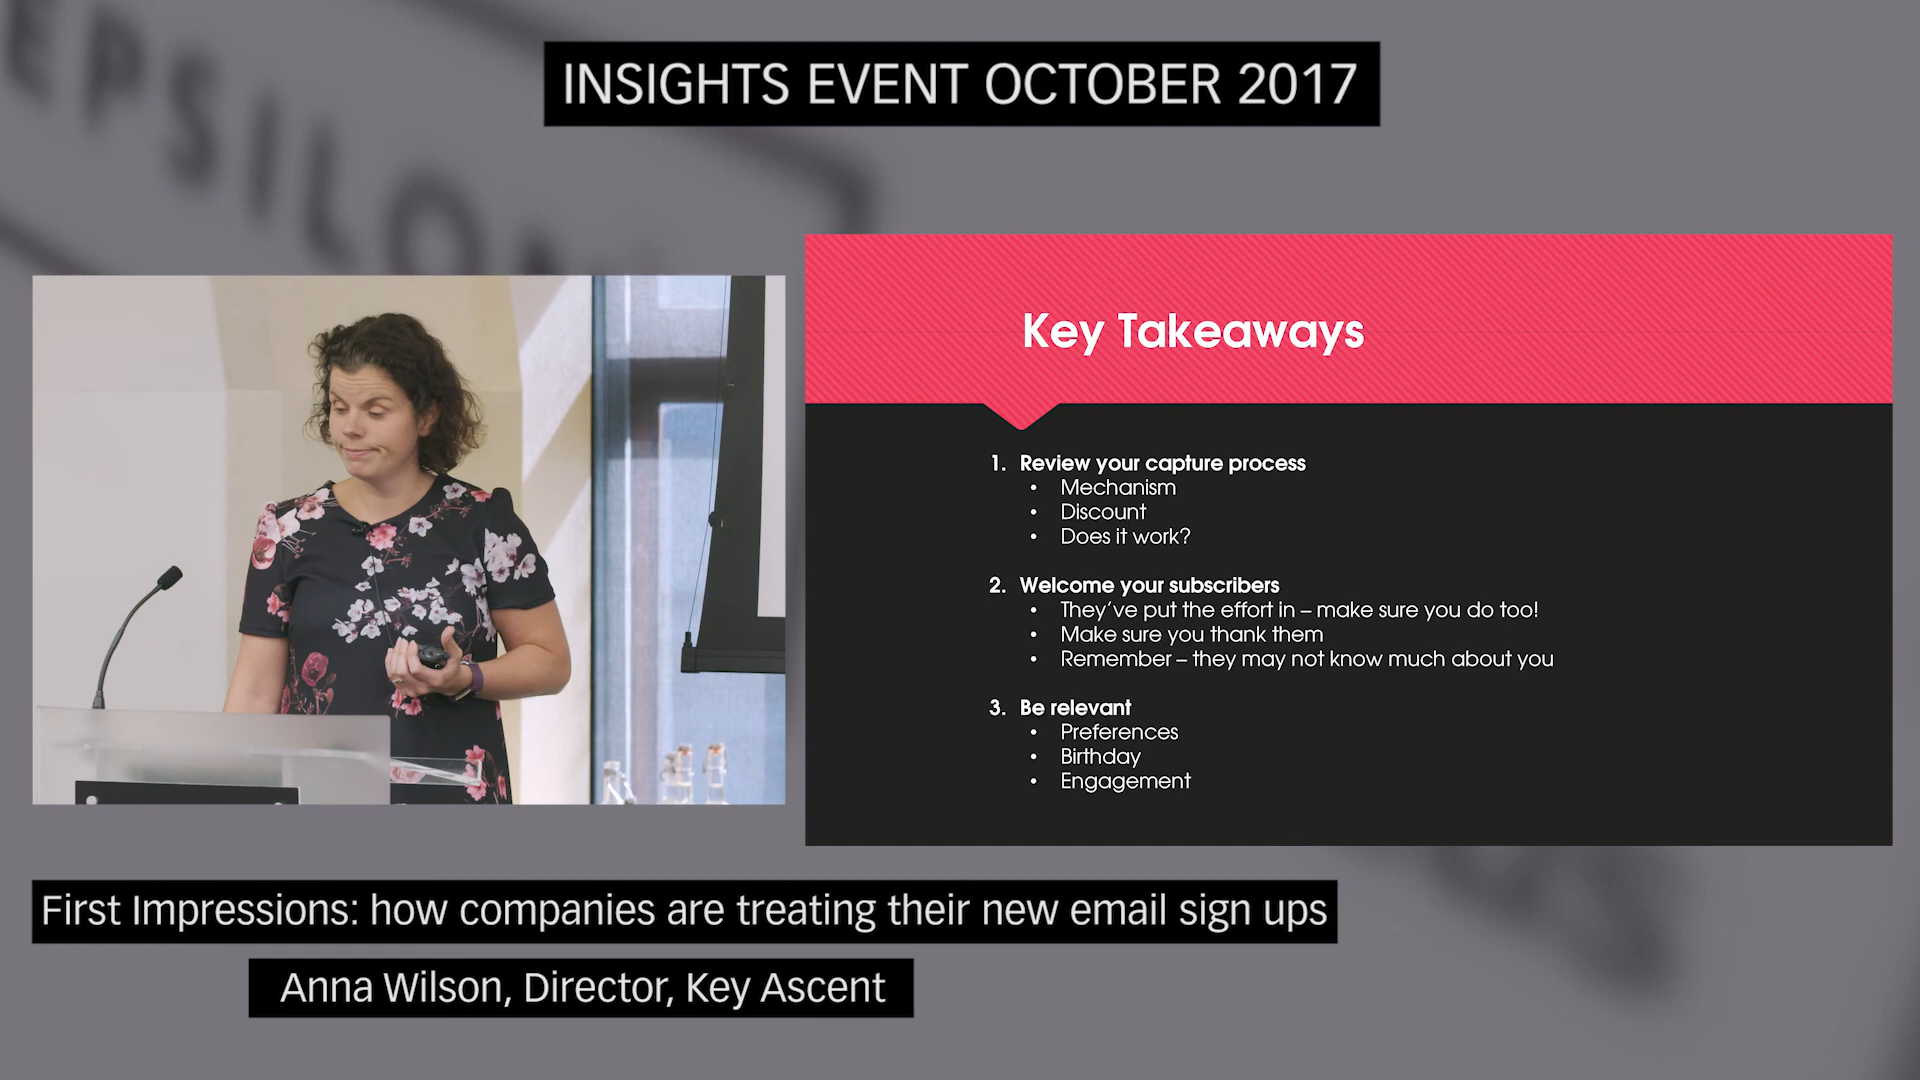 EPSILON
INSIGHTS EVENT OCTOBER 2017
Key Takeaways
1. Review your capture process
• Mechanism
• Discount
• Does it work?
2. Welcome your subscribers
• They've put the effort in – make sure you do too!
• Make sure you thank them
• Remember – they may not know much about you
3. Be relevant
• Preferences
• Birthday
• Engagement
First Impressions: how companies are treating their new email sign ups
Anna Wilson, Director, Key Ascent